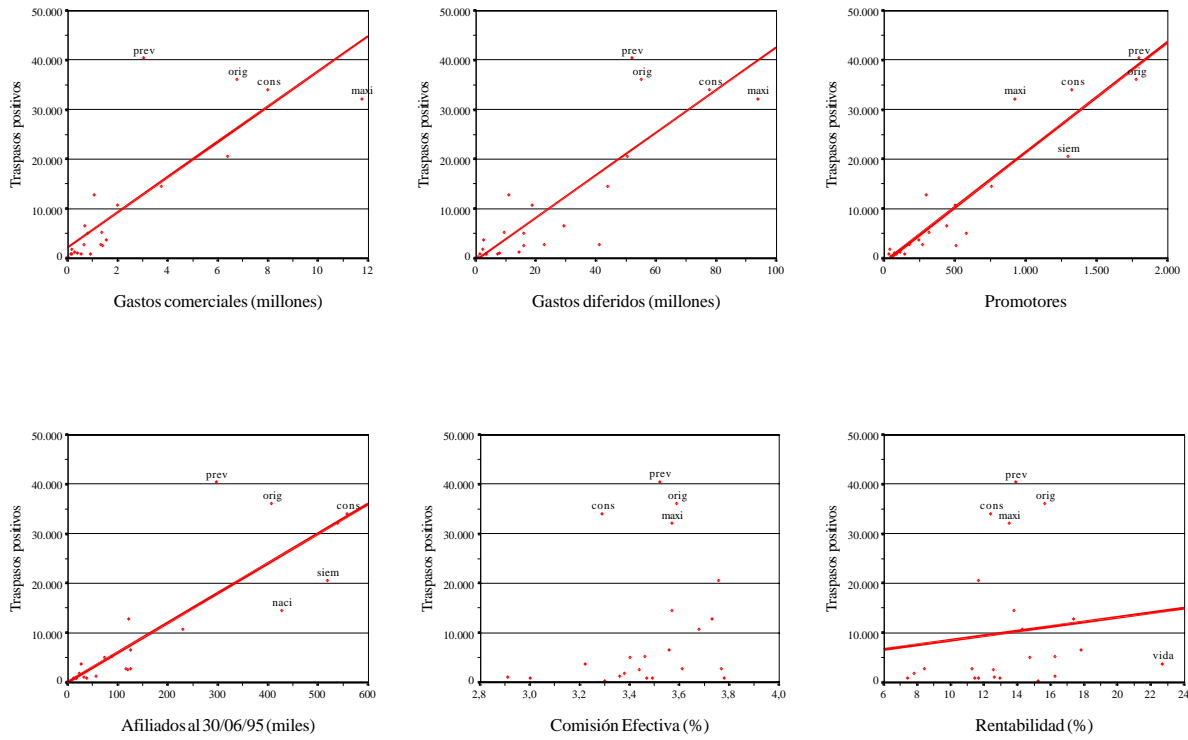 50.000
40.000
30.000
20.000
10.000
0
Traspasos positivos
prev
orig
cons
maxi
0 2 4 6 8 10 12
Gastos comerciales (millones)
50.000
40.000
30.000
20.000
10.000
0
Traspasos positivos
prev
orig
cons
maxi
0 20 40 60 80 100
Gastos diferidos (millones)
50.000
40.000
30.000
20.000
10.000
0
Traspasos positivos
prev
orig
cons
maxi
siem
0 500 1.000 1.500 2.000
Promotores
50.000
40.000
30.000
20.000
10.000
0
Traspasos positivos
prev
orig
cons
siem
naci
0 100 200 300 400 500 600
Afiliados al 30/06/95 (miles)
50.000
40.000
30.000
20.000
10.000
0
Traspasos positivos
prev
orig
cons
maxi
2,8 3,0 3,2 3,4 3,6 3,8 4,0
Comisión Efectiva (%)
50.000
40.000
30.000
20.000
10.000
0
Traspasos positivos
prev
orig
cons
maxi
vida
6 8 10 12 14 16 18 20 22 24
Rentabilidad (%)